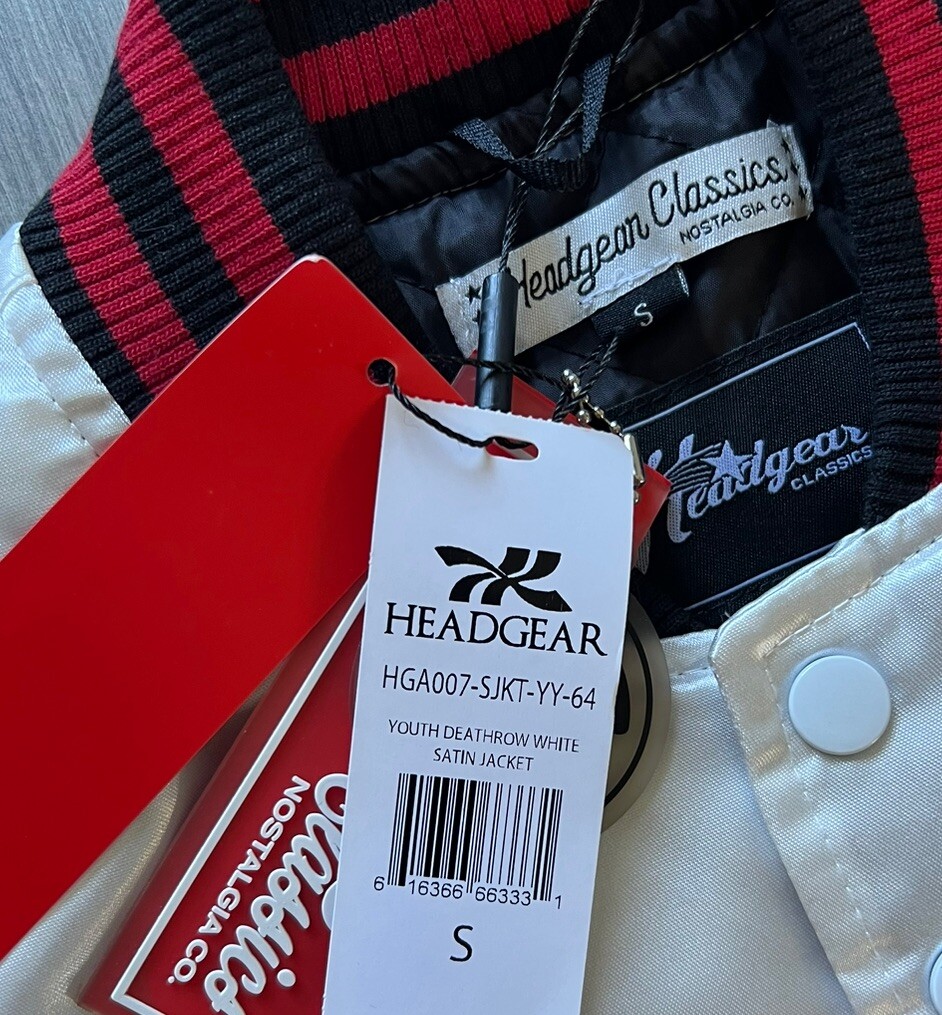 Headgear Classics
NOSTALGIA CO.
S
Headgear
CLASSICS
HEADGEAR
HGA007-SJKT-YY-64
YOUTH DEATHROW WHITE
SATIN JACKET
6 16366 66333 1
S
Classics
NOSTALGIA CO.